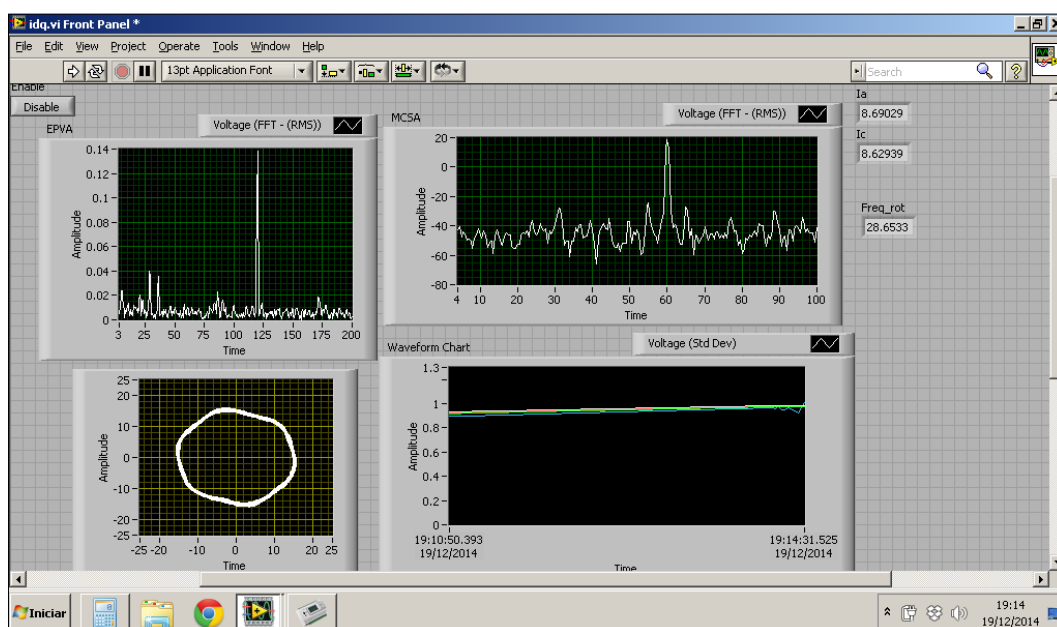 idq.vi Front Panel *
File Edit View Project Operate Tools Window Help
13pt Application Font
Search
Enable
Disable
EPVA
Voltage (FFT - (RMS))
0.14
0.12
0.1
0.08
0.06
0.04
0.02
0
Amplitude
3 25 50 75 100 125 150 175 200
Time
MCSA
Voltage (FFT - (RMS))
20
0
-20
-40
-60
-80
Amplitude
4 10 20 30 40 50 60 70 80 90 100
Time
Ia
8.69029
Ic
8.62939
Freq_rot
28.6533
25
20
10
0
-10
-20
-25
Amplitude
-25 -20 -10 0 10 20 25
Time
Waveform Chart
Voltage (Std Dev)
1.3
1
0.8
0.6
0.4
0.2
0
Amplitude
19:10:50.393
19/12/2014
19:14:31.525
19/12/2014
Time
Iniciar
19:14
19/12/2014